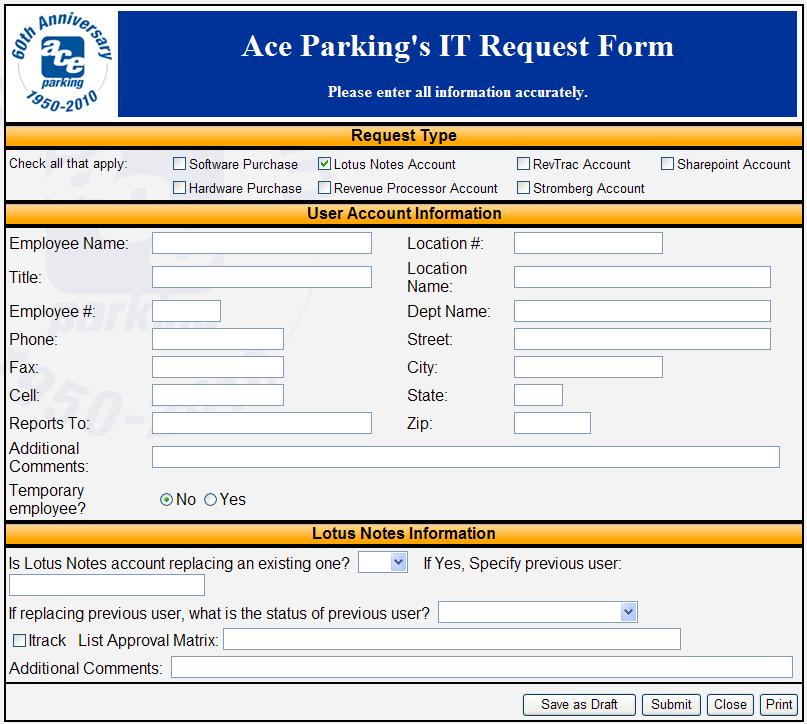 60th Anniversary
ace
parking
1950-2010
Ace Parking's IT Request Form
Please enter all information accurately.
Request Type
Check all that apply: Software Purchase Lotus Notes Account RevTrac Account Sharepoint Account
Hardware Purchase Revenue Processor Account Stromberg Account
User Account Information
Employee Name: Location #:
Title: Location
Name:
Employee #: Dept Name:
Phone: Street:
Fax: City:
Cell: State:
Reports To: Zip:
Additional
Comments:
Temporary
employee? No Yes
Lotus Notes Information
Is Lotus Notes account replacing an existing one? If Yes, Specify previous user:
If replacing previous user, what is the status of previous user?
Itrack List Approval Matrix:
Additional Comments:
Save as Draft Submit Close Print